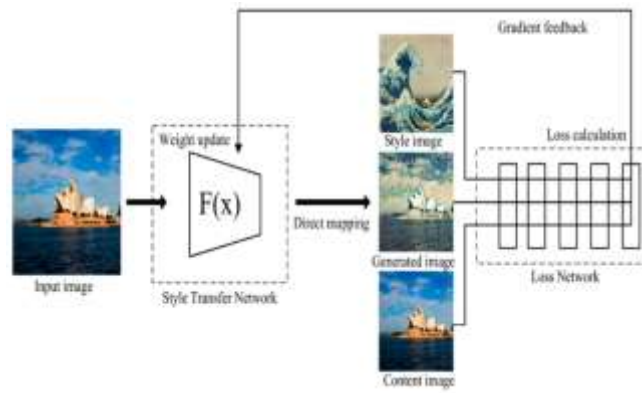 Gradient feedback
Weight update
Style image
Loss calculation
F(x)
Direct mapping
Generated image
Input image
Style Transfer Network
Loss Network
Content image